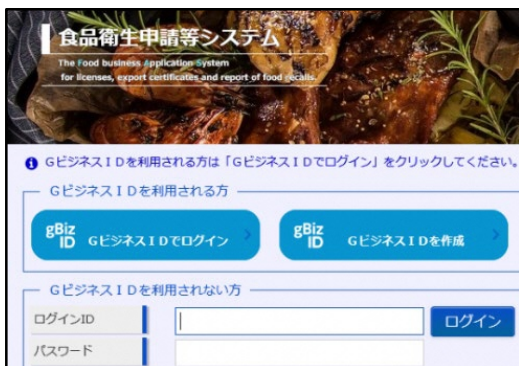 食品衛生申請等システム
The Food business Application System
for licenses, export certificates and report of food recalls.
GビジネスIDを利用される方は「GビジネスIDでログイン」をクリックしてください。
GビジネスIDを利用される方
gBiz ID GビジネスIDでログイン
gBiz ID GビジネスIDを作成
GビジネスIDを利用されない方
ログインID ログイン
パスワード